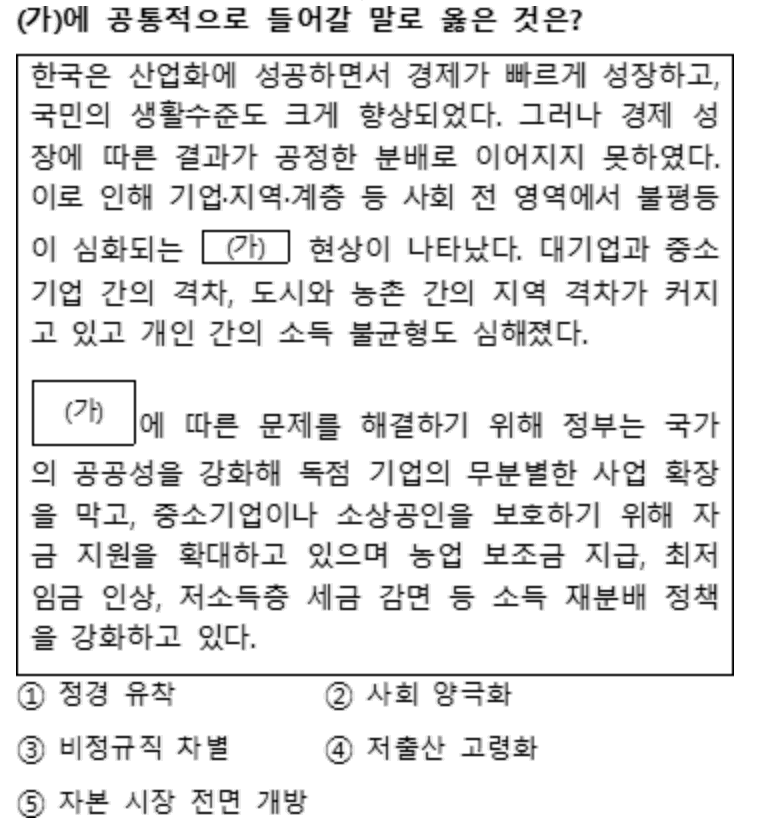 (가)에 공통적으로 들어갈 말로 옳은 것은?
한국은 산업화에 성공하면서 경제가 빠르게 성장하고,
국민의 생활수준도 크게 향상되었다. 그러나 경제 성
장에 따른 결과가 공정한 분배로 이어지지 못하였다.
이로 인해 기업·지역·계층 등 사회 전 영역에서 불평등
이 심화되는 (가) 현상이 나타났다. 대기업과 중소
기업 간의 격차, 도시와 농촌 간의 지역 격차가 커지
고 있고 개인 간의 소득 불균형도 심해졌다.
(가)에 따른 문제를 해결하기 위해 정부는 국가
의 공공성을 강화해 독점 기업의 무분별한 사업 확장
을 막고, 중소기업이나 소상공인을 보호하기 위해 자
금 지원을 확대하고 있으며 농업 보조금 지급, 최저
임금 인상, 저소득층 세금 감면 등 소득 재분배 정책
을 강화하고 있다.
① 정경 유착 ② 사회 양극화
③ 비정규직 차별 ④ 저출산 고령화
⑤ 자본 시장 전면 개방